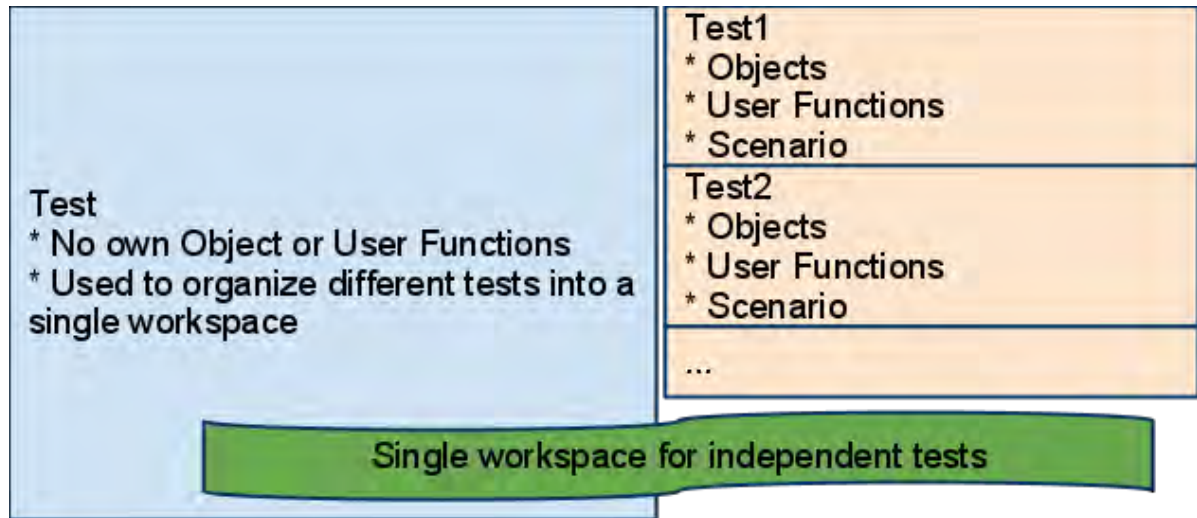 Test
* No own Object or User Functions
* Used to organize different tests into a
single workspace
Test1
* Objects
* User Functions
* Scenario
Test2
* Objects
* User Functions
* Scenario
...
Single workspace for independent tests